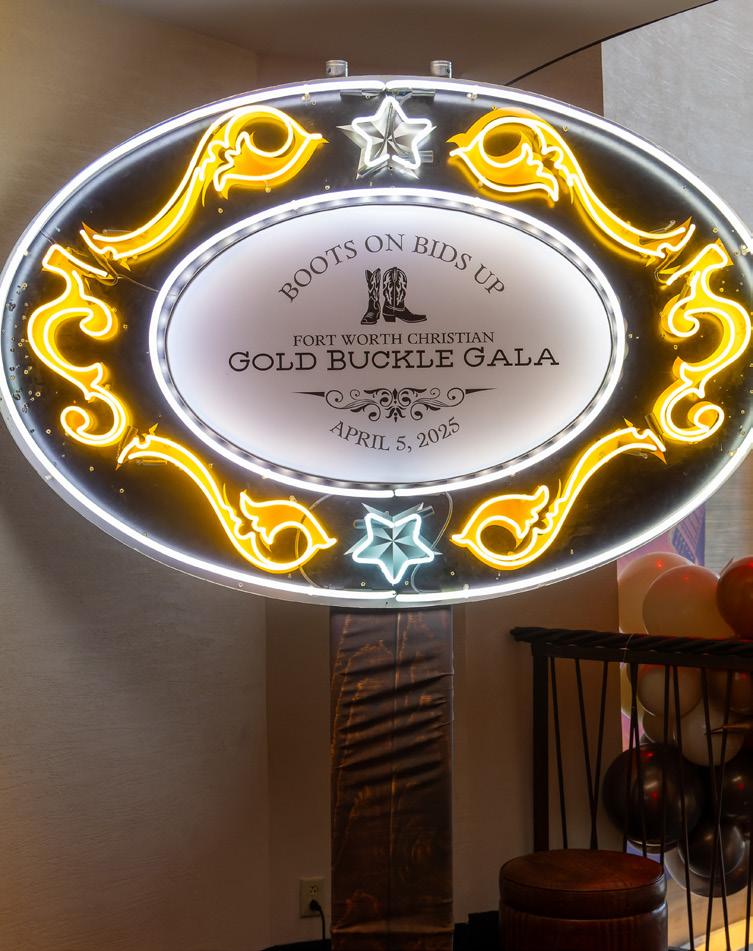 BOOTS ON BIDS UP
FORT WORTH CHRISTIAN
GOLD BUCKLE GALA
APRIL 5, 2025